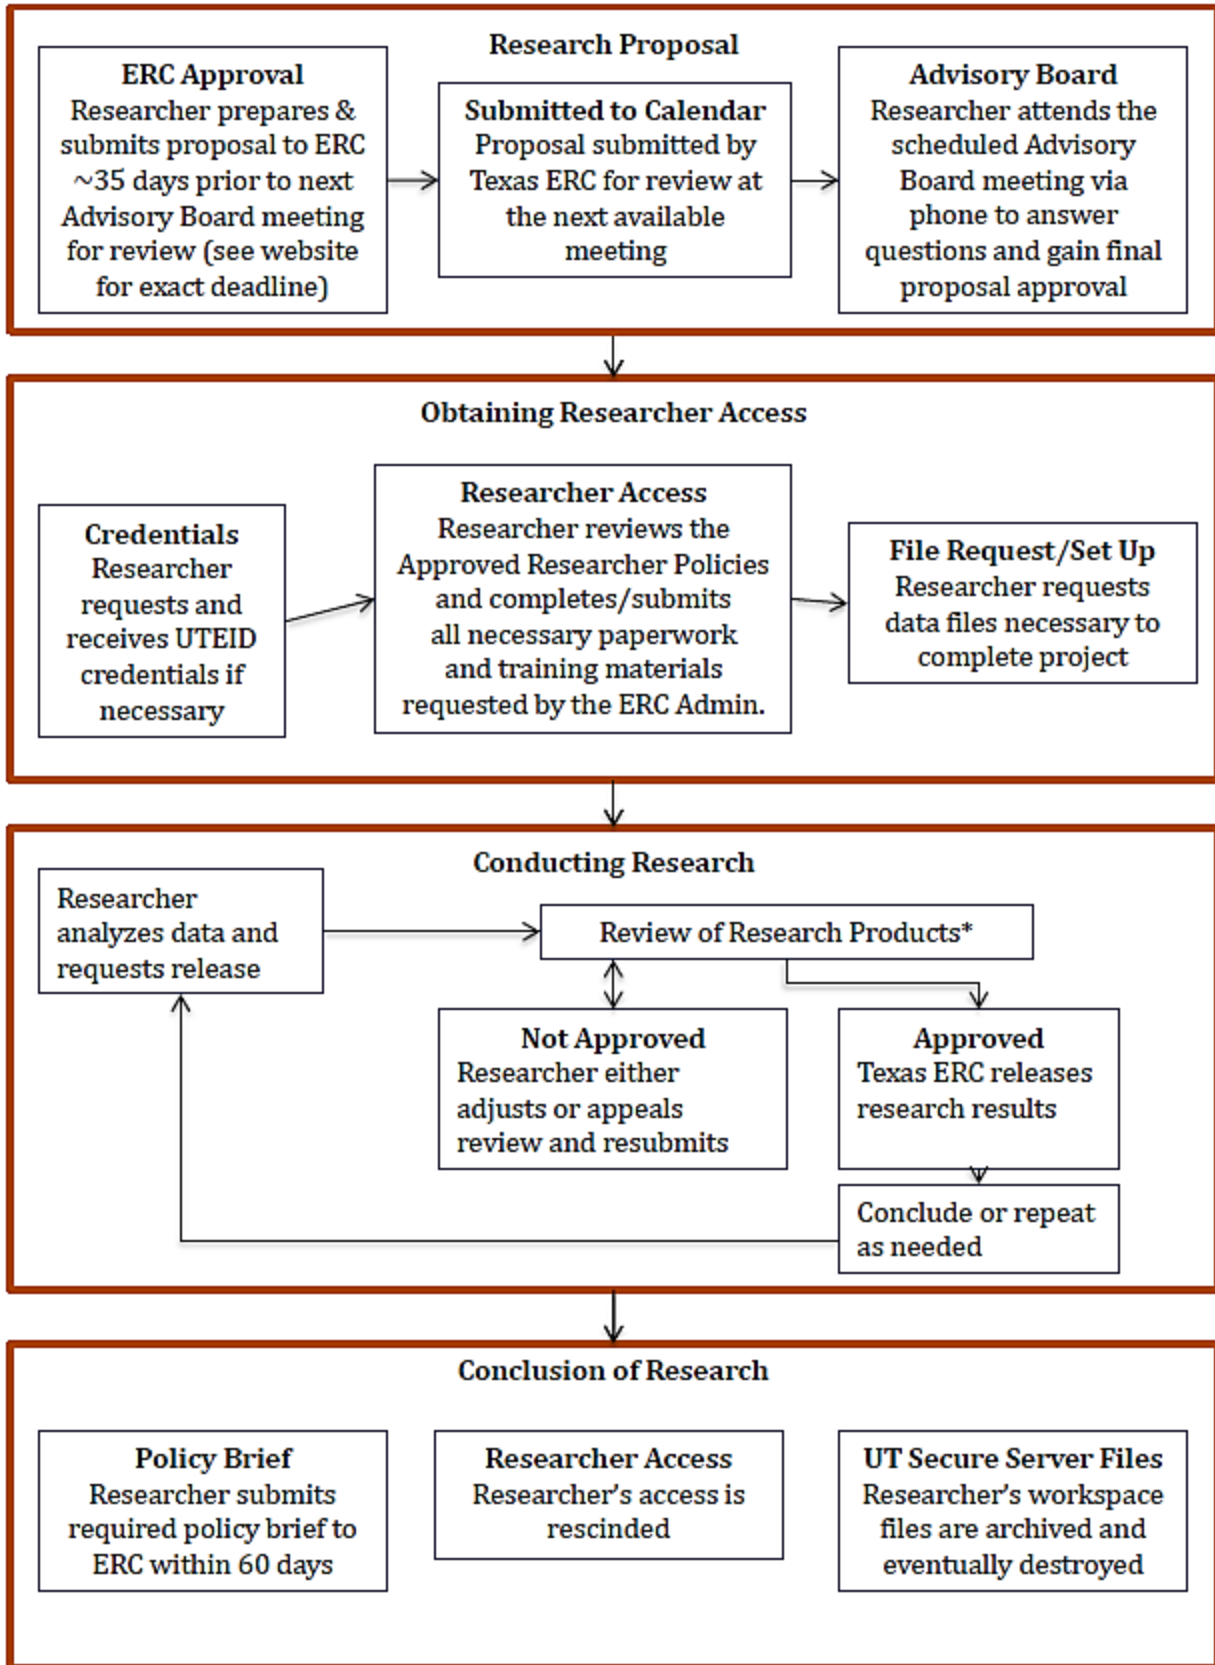 Research Proposal
ERC Approval
Researcher prepares &
submits proposal to ERC
~35 days prior to next
Advisory Board meeting
for review (see website
for exact deadline)
Submitted to Calendar
Proposal submitted by
Texas ERC for review at
the next available
meeting
Advisory Board
Researcher attends the
scheduled Advisory
Board meeting via
phone to answer
questions and gain final
proposal approval
Obtaining Researcher Access
Credentials
Researcher
requests and
receives UTEID
credentials if
necessary
Researcher Access
Researcher reviews the
Approved Researcher Policies
and completes/submits
all necessary paperwork
and training materials
requested by the ERC Admin.
File Request/Set Up
Researcher requests
data files necessary to
complete project
Conducting Research
Researcher
analyzes data and
requests release
Review of Research Products*
Not Approved
Researcher either
adjusts or appeals
review and resubmits
Approved
Texas ERC releases
research results
Conclude or repeat
as needed
Conclusion of Research
Policy Brief
Researcher submits
required policy brief to
ERC within 60 days
Researcher Access
Researcher's access is
rescinded
UT Secure Server Files
Researcher's workspace
files are archived and
eventually destroyed